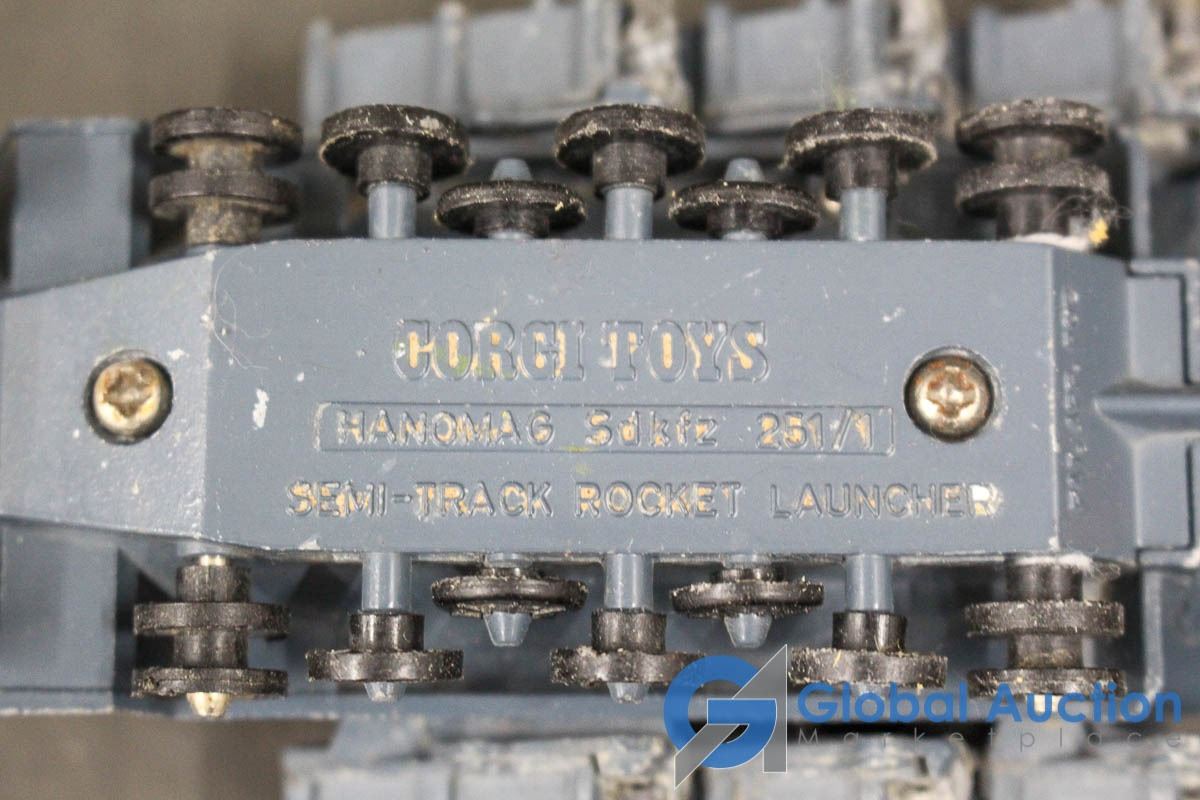 CORGI TOYS
HANOMAG Sdkfz 251/1
SEMI-TRACK ROCKET LAUNCHER
Global Auction
Marketplace